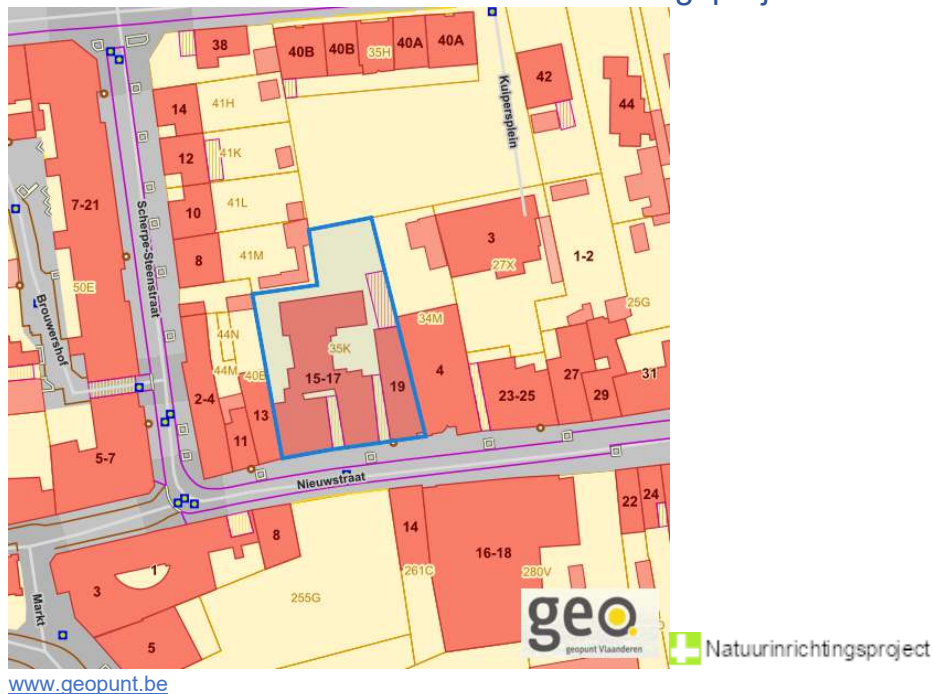 38
40B
40B
35H
40A
40A
42
44
Kuipersplein
14
41H
12
41K
10
41L
8
41M
7-21
50E
Scherpe-Steenstraat
Brouwershof
3
27X
1-2
25G
44N
44M
40E
35K
34M
15-17
19
4
2-4
13
11
23-25
27
29
31
5-7
Nieuwstraat
22
24
8
14
16-18
1
3
5
Markt
255G
261C
280V
geo
geopunt Vlaanderen
Natuurinrichtingsproject
www.geopunt.be